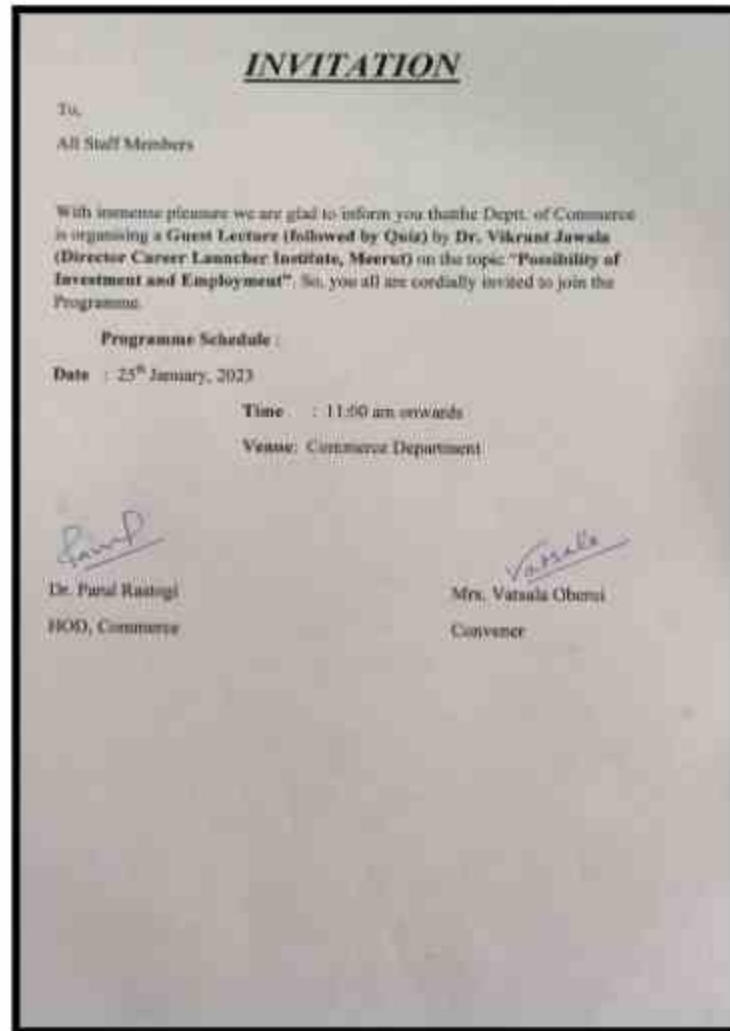 INVITATION
To,
All Staff Members
With immense pleasure we are glad to inform you thatthe Deptt. of Commerce
is organising a Guest Lecture (followed by Quiz) by Dr. Vikrant Jawala
(Director Career Launcher Institute, Meerut) on the topic "Possibility of
Investment and Employment". So, you all are cordially invited to join the
Programme.
Programme Schedule :
Date : 25th January, 2023
Time : 11:00 am onwards
Venue: Commerce Department
Vatsala
Dr. Parul Rastogi
Mrs. Vatsala Oberoi
HOD, Commerce
Convener